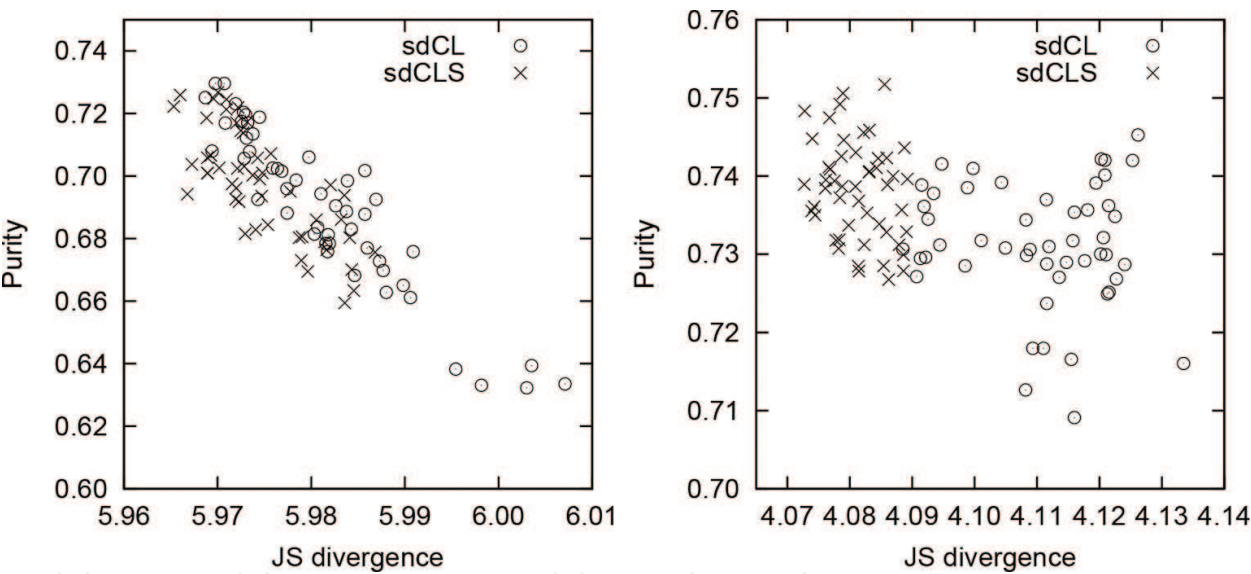 0.74
0.72
0.70
0.68
0.66
0.64
0.62
0.60
Purity
sdCL
sdCLS
5.96 5.97 5.98 5.99 6.00 6.01
JS divergence
0.76
0.75
0.74
0.73
0.72
0.71
0.70
Purity
sdCL
sdCLS
4.07 4.08 4.09 4.10 4.11 4.12 4.13 4.14
JS divergence